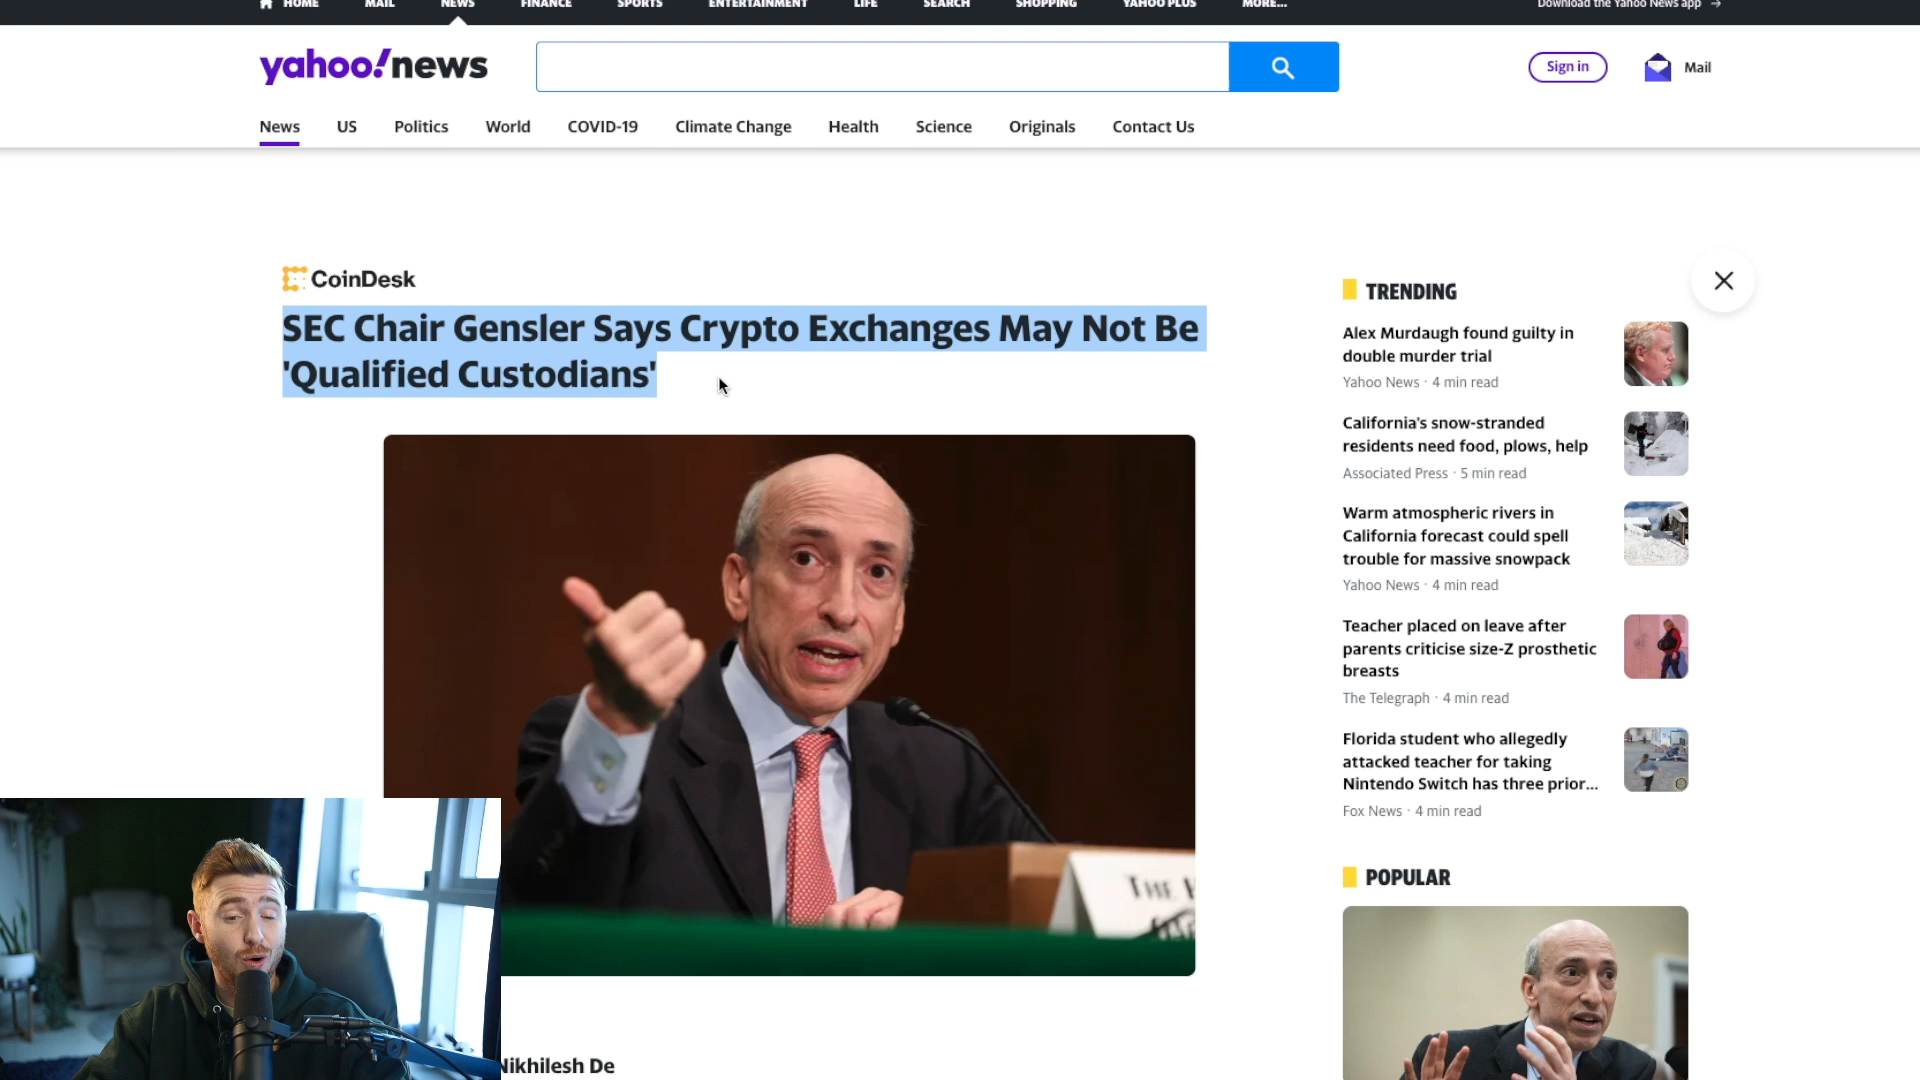 HOME MAIL NEWS FINANCE SPORTS ENTERTAINMENT LIFE SEARCH SHOPPING YAHOO PLUS MORE... Download the Yahoo News app →
yahoo!news
Sign in
Mail
News US Politics World COVID-19 Climate Change Health Science Originals Contact Us
CoinDesk
SEC Chair Gensler Says Crypto Exchanges May Not Be
'Qualified Custodians'
THE
Nikhilesh De
TRENDING
Alex Murdaugh found guilty in
double murder trial
Yahoo News · 4 min read
California's snow-stranded
residents need food, plows, help
Associated Press · 5 min read
Warm atmospheric rivers in
California forecast could spell
trouble for massive snowpack
Yahoo News · 4 min read
Teacher placed on leave after
parents criticise size-Z prosthetic
breasts
The Telegraph · 4 min read
Florida student who allegedly
attacked teacher for taking
Nintendo Switch has three prior...
Fox News · 4 min read
POPULAR